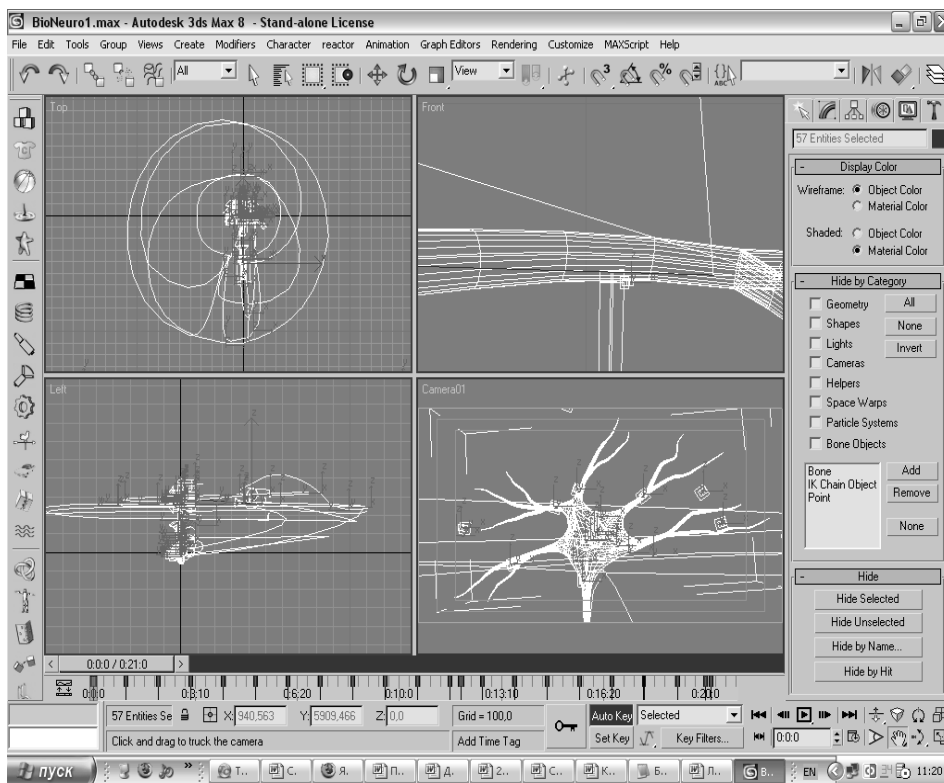 BioNeuro1.max - Autodesk 3ds Max 8 - Stand-alone License
File Edit Tools Group Views Create Modifiers Character reactor Animation Graph Editors Rendering Customize MAXScript Help
All View
Top
Front
57 Entities Selected
- Display Color
Wireframe: Object Color
Material Color
Shaded: Object Color
Material Color
- Hide by Category
Geometry All
Shapes None
Lights Invert
Cameras
Helpers
Space Warps
Particle Systems
Bone Objects
Bone Add
IK Chain Object Remove
Point
None
Left
Camera01
- Hide
Hide Selected
Hide Unselected
Hide by Name...
Hide by Hit
< 0:0:0 / 0:21:0 >
0:0:0 0:3:10 0:6:20 0:10:0 0:13:10 0:16:20 0:20:0
57 Entities Se X: 940,563 Y: 5909,466 Z: 0,0 Grid = 100,0 Auto Key Selected
Click and drag to truck the camera Add Time Tag Set Key Key Filters... 0:0:0
пуск » T.. С.. Я. П.. Д. 2... С... К... Б.. Л... В... EN 11:20